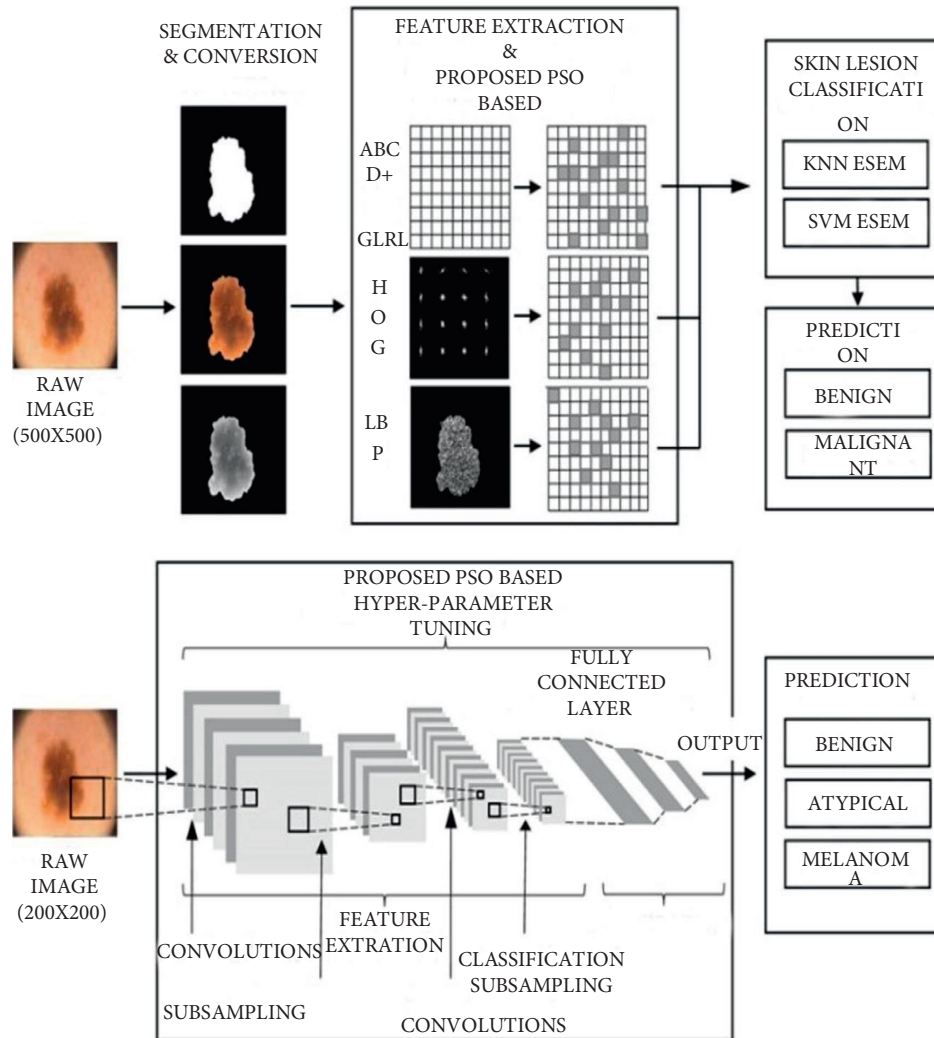 SEGMENTATION
& CONVERSION
FEATURE EXTRACTION
&
PROPOSED PSO
BASED
SKIN LESION
CLASSIFICATI
ON
KNN ESEM
SVM ESEM
ABC
D+
GLRL
H
O
G
LB
P
RAW
IMAGE
(500X500)
PREDICTI
ON
BENIGN
MALIGNA
NT
PROPOSED PSO BASED
HYPER-PARAMETER
TUNING
FULLY
CONNECTED
LAYER
OUTPUT
PREDICTION
BENIGN
ATYPICAL
MELANOM
A
RAW
IMAGE
(200X200)
FEATURE
EXTRATION
CONVOLUTIONS
CLASSIFICATION
SUBSAMPLING
SUBSAMPLING
CONVOLUTIONS